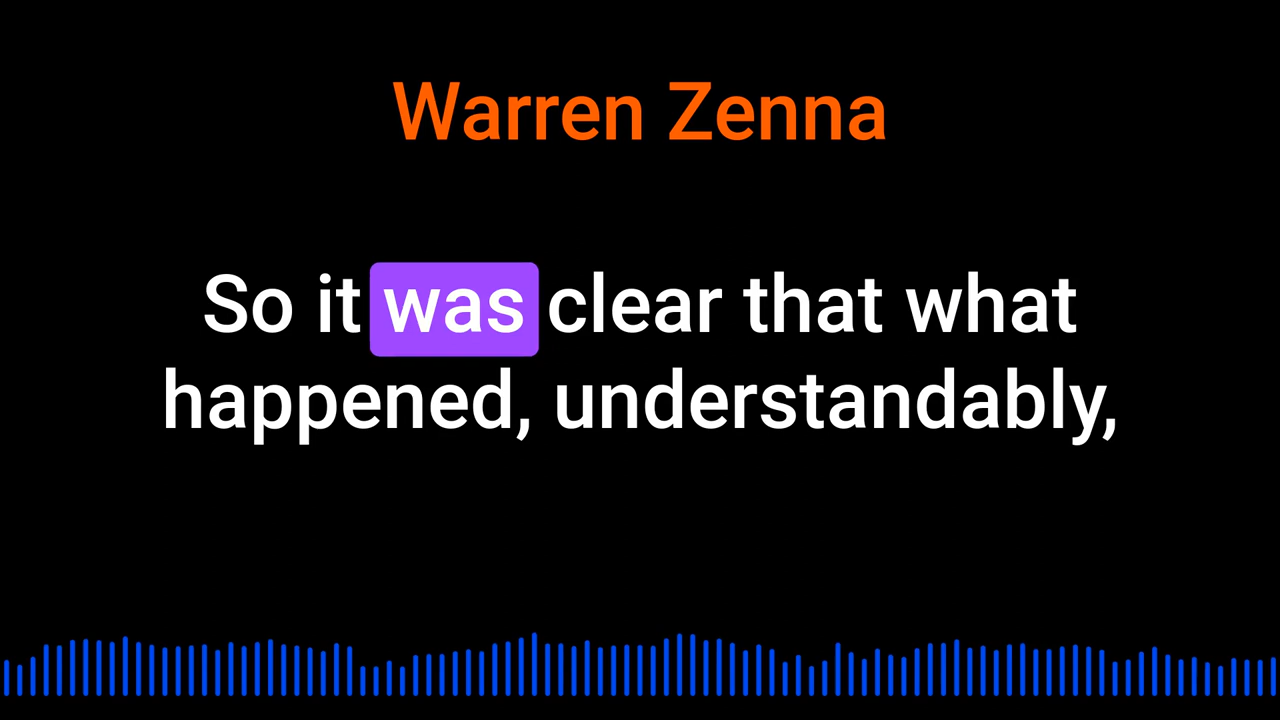 Warren Zenna
So it was clear that what
happened, understandably,